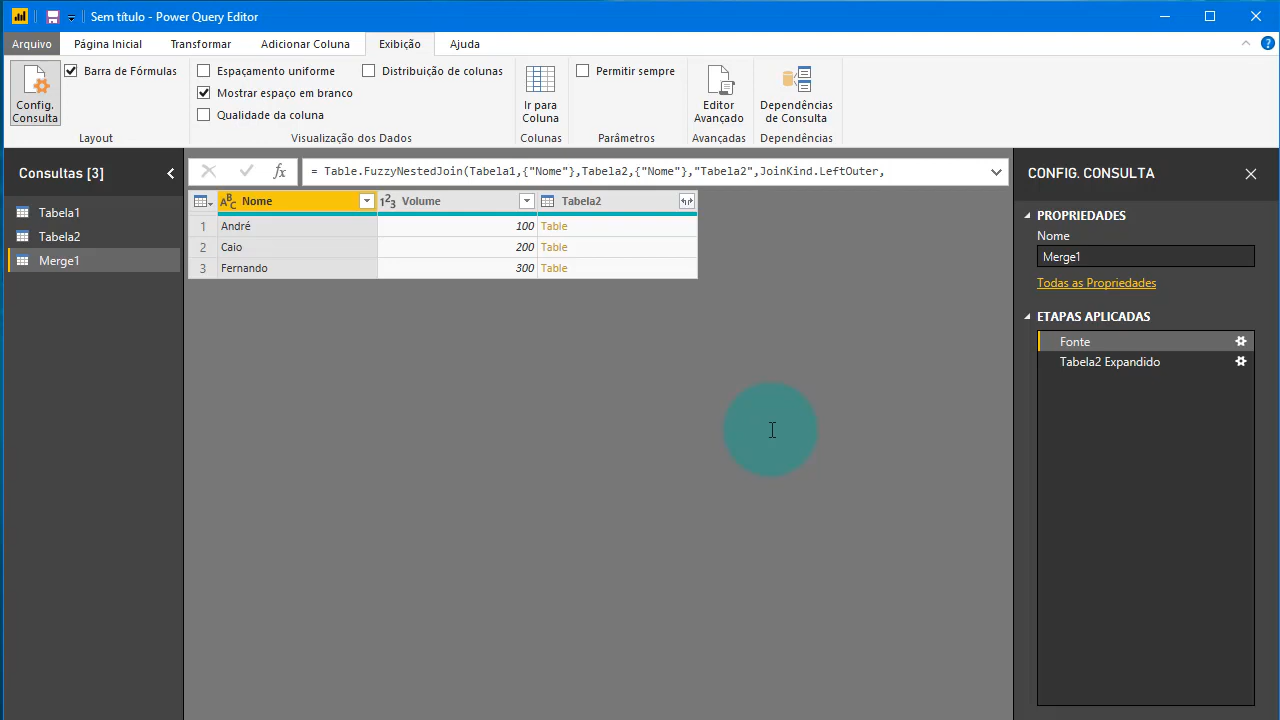 Sem título - Power Query Editor
Arquivo Página Inicial Transformar Adicionar Coluna Exibição Ajuda
Config. Consulta
Barra de Fórmulas
Layout
Espaçamento uniforme
Mostrar espaço em branco
Qualidade da coluna
Distribuição de colunas
Visualização dos Dados
Ir para Coluna
Colunas
Permitir sempre
Parâmetros
Editor Avançado
Avançadas
Dependências de Consulta
Dependências
Consultas [3]
Tabela1
Tabela2
Merge1
fx = Table.FuzzyNestedJoin(Tabela1,{"Nome"},Tabela2,{"Nome"},"Tabela2",JoinKind.LeftOuter,
ABC Nome 123 Volume Tabela2
1 André 100 Table
2 Caio 200 Table
3 Fernando 300 Table
CONFIG. CONSULTA
PROPRIEDADES
Nome
Merge1
Todas as Propriedades
ETAPAS APLICADAS
Fonte
Tabela2 Expandido